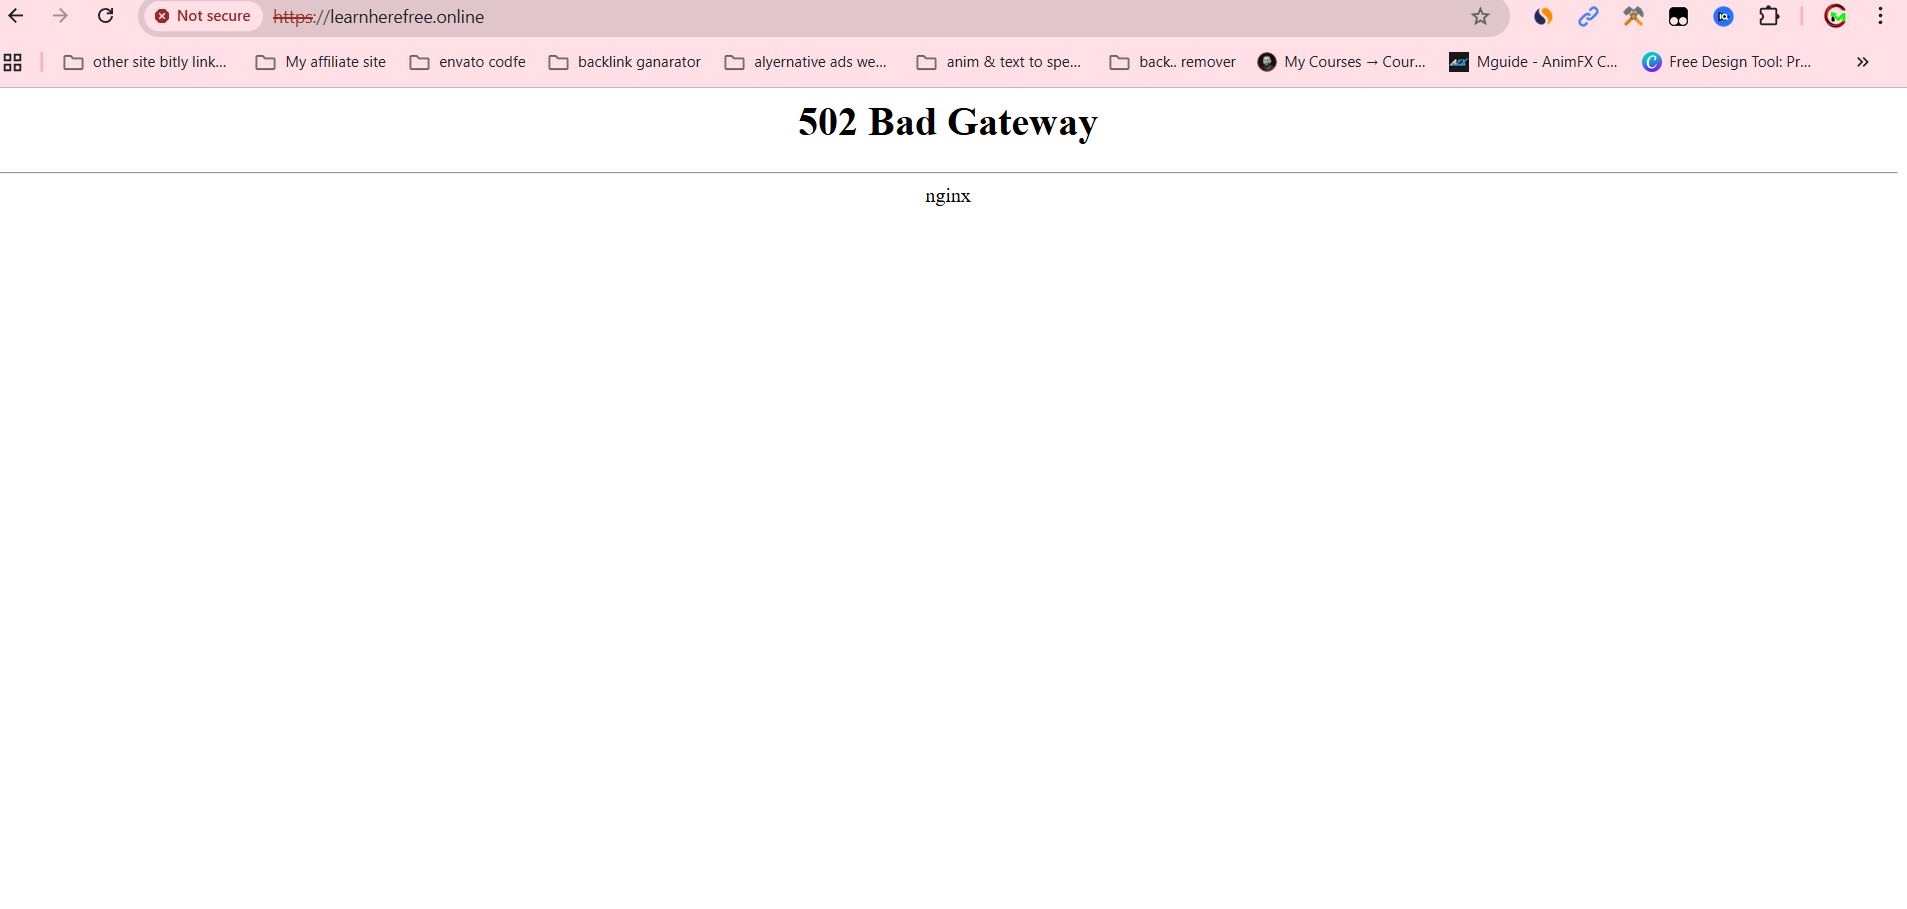 Not secure https://learnherefree.online
other site bitly link... My affiliate site envato codfe backlink ganarator alyernative ads we... anim & text to spe... back.. remover My Courses → Cour... Mguide - AnimFX C... Free Design Tool: Pr...
502 Bad Gateway
nginx